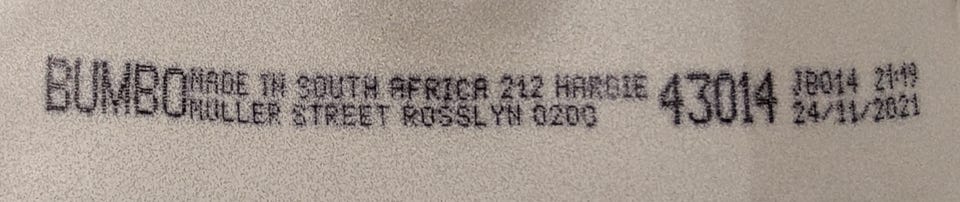 BUMBO MADE IN SOUTH AFRICA 212 HARDIE 43014 JB014 21:19
MULLER STREET ROSSLYN 0200 24/11/2021